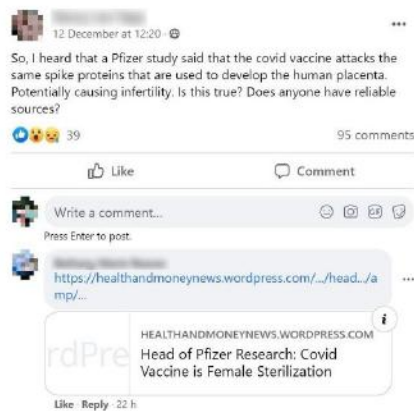 12 December at 12:20
So, I heard that a Pfizer study said that the covid vaccine attacks the
same spike proteins that are used to develop the human placenta.
Potentially causing infertility. Is this true? Does anyone have reliable
sources?
39
95 comments
Like
Comment
Write a comment...
GIF
Press Enter to post.
https://healthandmoneynews.wordpress.com/.../head.../a
mp/...
i
rdPre
HEALTHANDMONEYNEWS.WORDPRESS.COM
Head of Pfizer Research: Covid
Vaccine is Female Sterilization
Like · Reply · 22 h